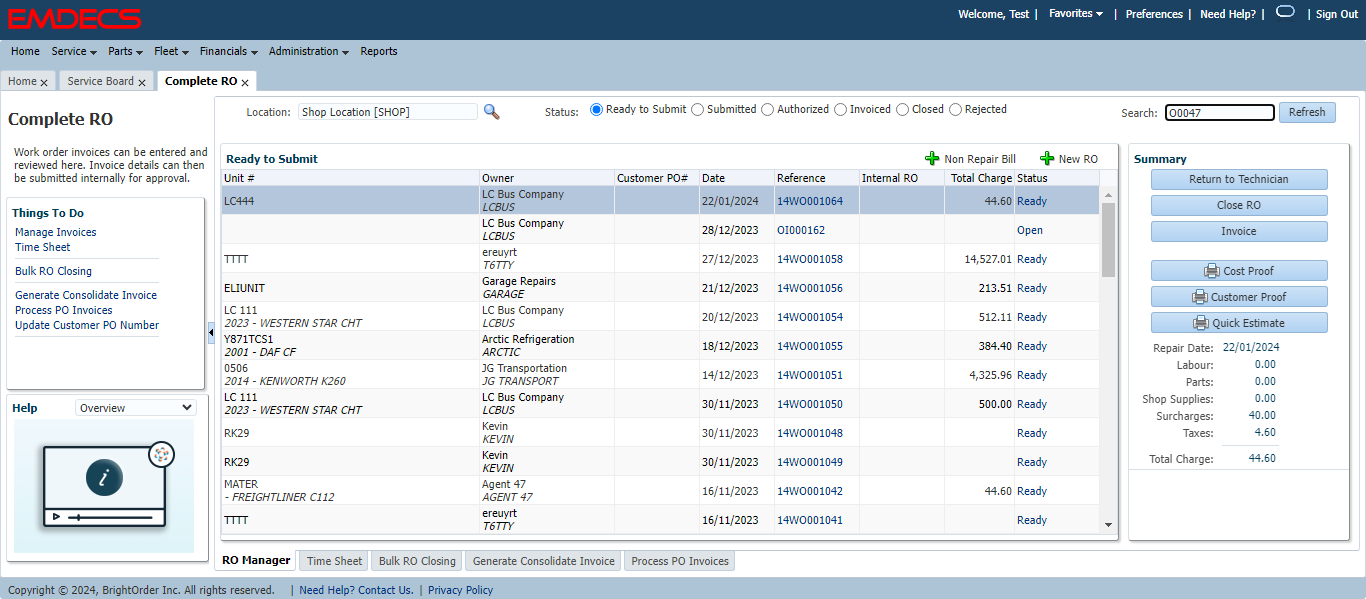 EMDECS
Welcome, Test | Favorites | Preferences | Need Help? | | Sign Out
Home Service Parts Fleet Financials Administration Reports
Home x Service Board x Complete RO x
Complete RO
Work order invoices can be entered and
reviewed here. Invoice details can then
be submitted internally for approval.
Things To Do
Manage Invoices
Time Sheet
Bulk RO Closing
Generate Consolidate Invoice
Process PO Invoices
Update Customer PO Number
Help Overview
i
Location: Shop Location [SHOP] Status: Ready to Submit Submitted Authorized Invoiced Closed Rejected Search: O0047 Refresh
Ready to Submit Non Repair Bill New RO
Unit # Owner Customer PO# Date Reference Internal RO Total Charge Status
LC444 LC Bus Company 22/01/2024 14WO001064 44.60 Ready
LCBUS
LC Bus Company 28/12/2023 OI000162 Open
LCBUS
TTTT ereuyrt 27/12/2023 14WO001058 14,527.01 Ready
T6TTY
ELIUNIT Garage Repairs 21/12/2023 14WO001056 213.51 Ready
GARAGE
LC 111 LC Bus Company 20/12/2023 14WO001054 512.11 Ready
2023 - WESTERN STAR CHT LCBUS
Y871TCS1 Arctic Refrigeration 18/12/2023 14WO001055 384.40 Ready
2001 - DAF CF ARCTIC
0506 JG Transportation 14/12/2023 14WO001051 4,325.96 Ready
2014 - KENWORTH K260 JG TRANSPORT
LC 111 LC Bus Company 30/11/2023 14WO001050 500.00 Ready
2023 - WESTERN STAR CHT LCBUS
RK29 Kevin 30/11/2023 14WO001048 Ready
KEVIN
RK29 Kevin 30/11/2023 14WO001049 Ready
KEVIN
MATER Agent 47 16/11/2023 14WO001042 44.60 Ready
- FREIGHTLINER C112 AGENT 47
TTTT ereuyrt 16/11/2023 14WO001041 Ready
T6TTY
Summary
Return to Technician
Close RO
Invoice
Cost Proof
Customer Proof
Quick Estimate
Repair Date: 22/01/2024
Labour: 0.00
Parts: 0.00
Shop Supplies: 0.00
Surcharges: 40.00
Taxes: 4.60
Total Charge: 44.60
RO Manager Time Sheet Bulk RO Closing Generate Consolidate Invoice Process PO Invoices
Copyright © 2024, BrightOrder Inc. All rights reserved. | Need Help? Contact Us. | Privacy Policy